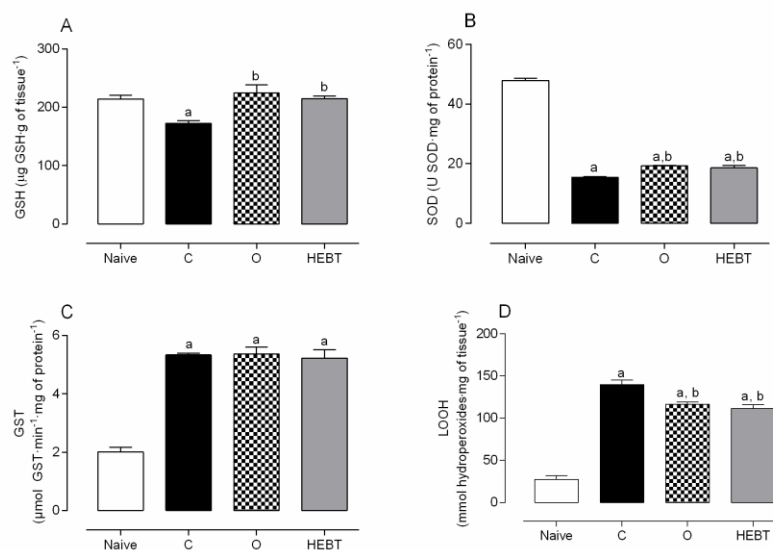 A
300
200
100
0
GSH (µg GSH·g of tissue⁻¹)
a
b
b
Naive C O HEBT
B
60
40
20
0
SOD (U SOD·mg of protein⁻¹)
a
a,b
a,b
Naive C O HEBT
C
6
4
2
0
GST
(µmol GST·min⁻¹·mg of protein⁻¹)
a
a
a
Naive C O HEBT
D
200
150
100
50
0
LOOH
(mmol hydroperoxides·mg of tissue⁻¹)
a
a, b
a, b
Naive C O HEBT